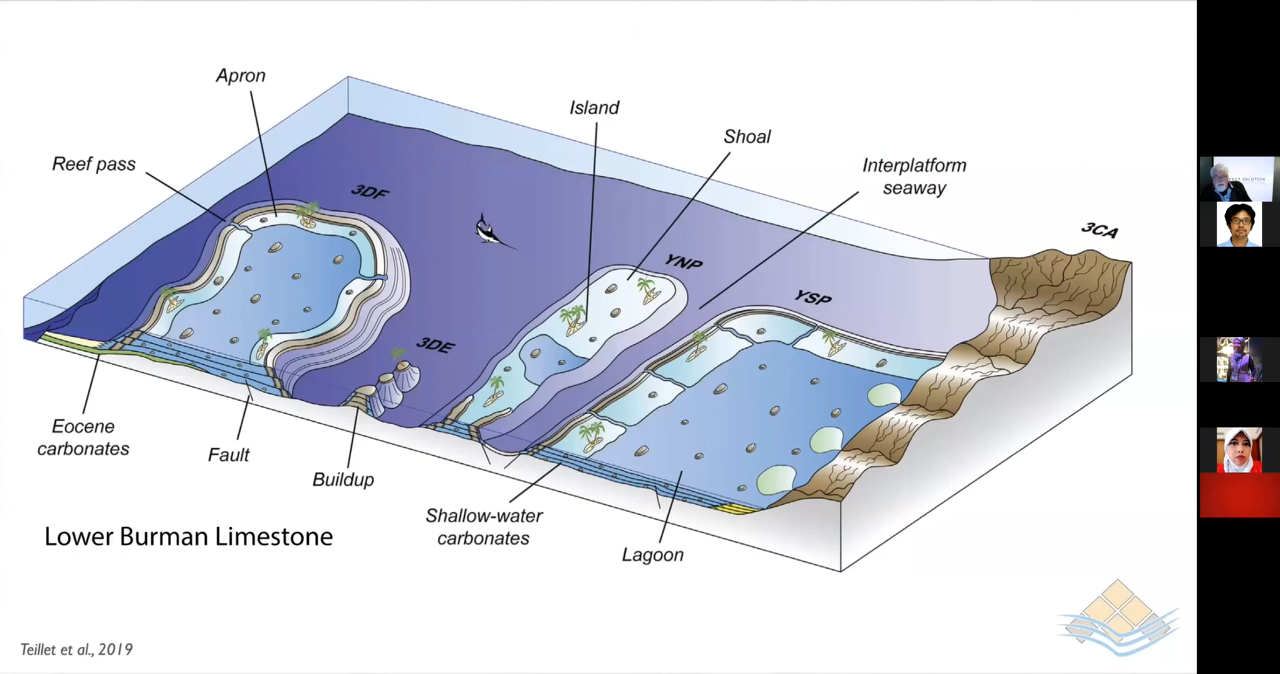 Apron
Island
Shoal
Reef pass
Interplatform
seaway
3DF
3CA
YNP
YSP
3DE
Eocene
carbonates
Fault
Buildup
Shallow-water
carbonates
Lagoon
Lower Burman Limestone
Teillet et al., 2019